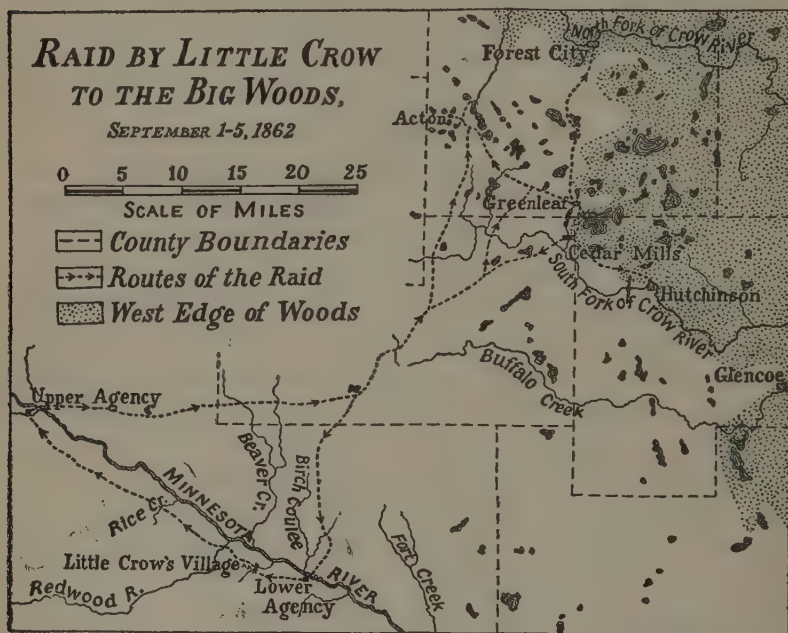 RAID BY LITTLE CROW
TO THE BIG WOODS,
SEPTEMBER 1-5, 1862
0 5 10 15 20 25
SCALE OF MILES
County Boundaries
Routes of the Raid
West Edge of Woods
North Fork of Crow River
Forest City
Acton
Greenleaf
Cedar Mills
Hutchinson
South Fork of Crow River
Glencoe
Buffalo Creek
Upper Agency
Beaver Cr.
Birch Coulee
MINNESOTA RIVER
Rice Cr.
Little Crow's Village
Redwood R.
Lower
Agency
Fort Creek